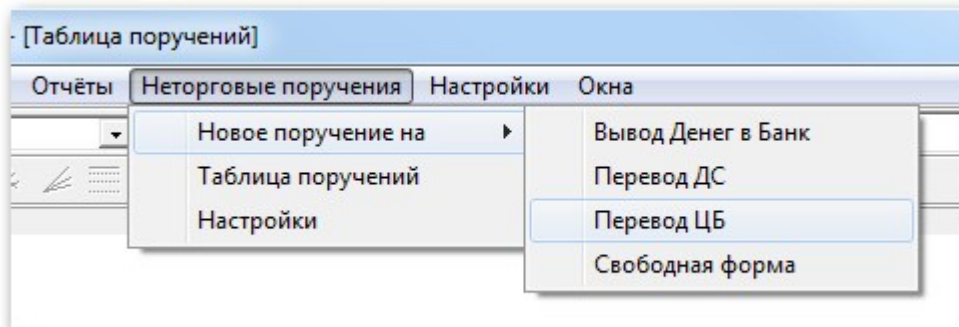 - [Таблица поручений]
Отчёты Неторговые поручения Настройки Окна
Новое поручение на
Таблица поручений
Настройки
Вывод Денег в Банк
Перевод ДС
Перевод ЦБ
Свободная форма